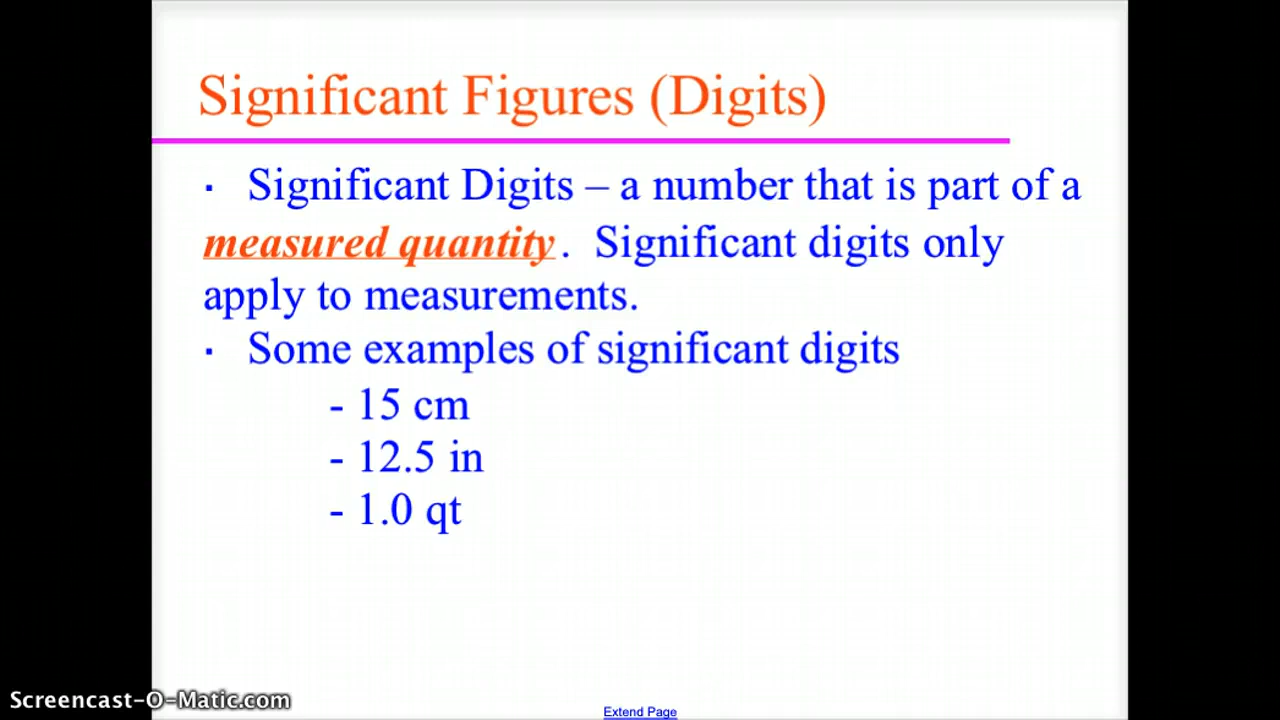 Significant Figures (Digits)
▪ Significant Digits – a number that is part of a
measured quantity. Significant digits only
apply to measurements.
▪ Some examples of significant digits
- 15 cm
- 12.5 in
- 1.0 qt
Screencast-O-Matic.com
Extend Page